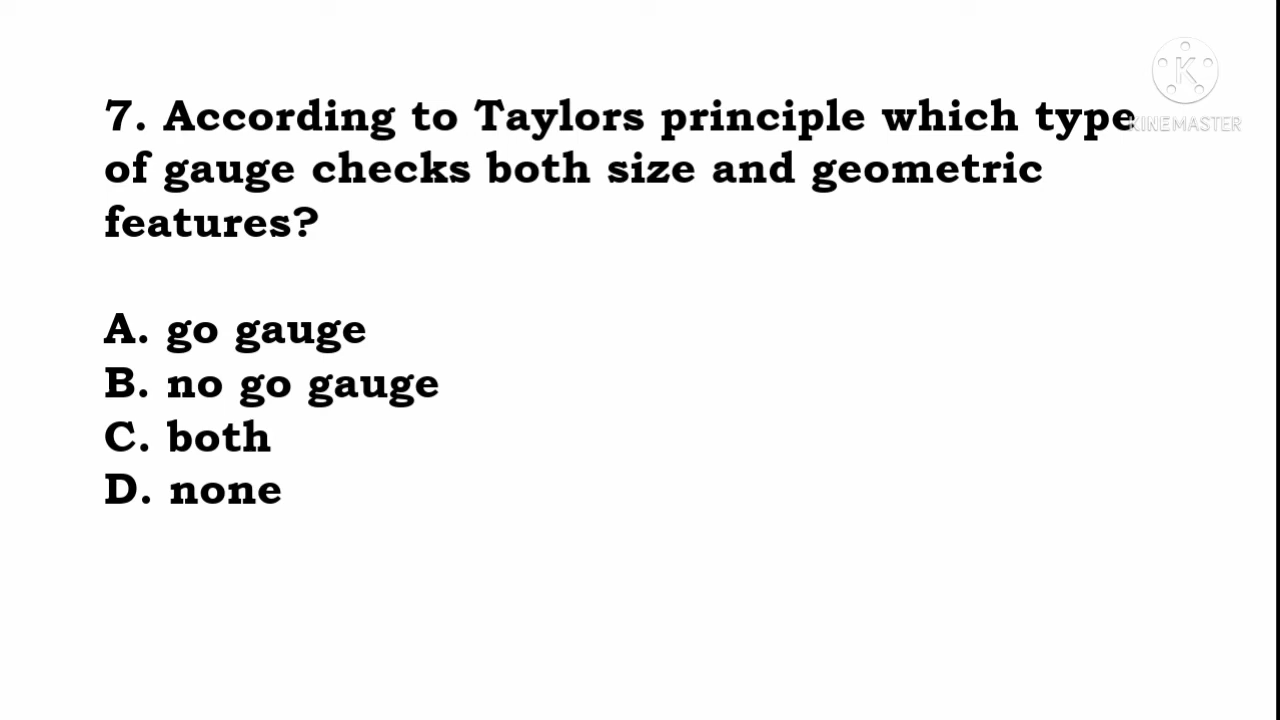 7. According to Taylors principle which type
of gauge checks both size and geometric
features?
A. go gauge
B. no go gauge
C. both
D. none
K
KINEMASTER